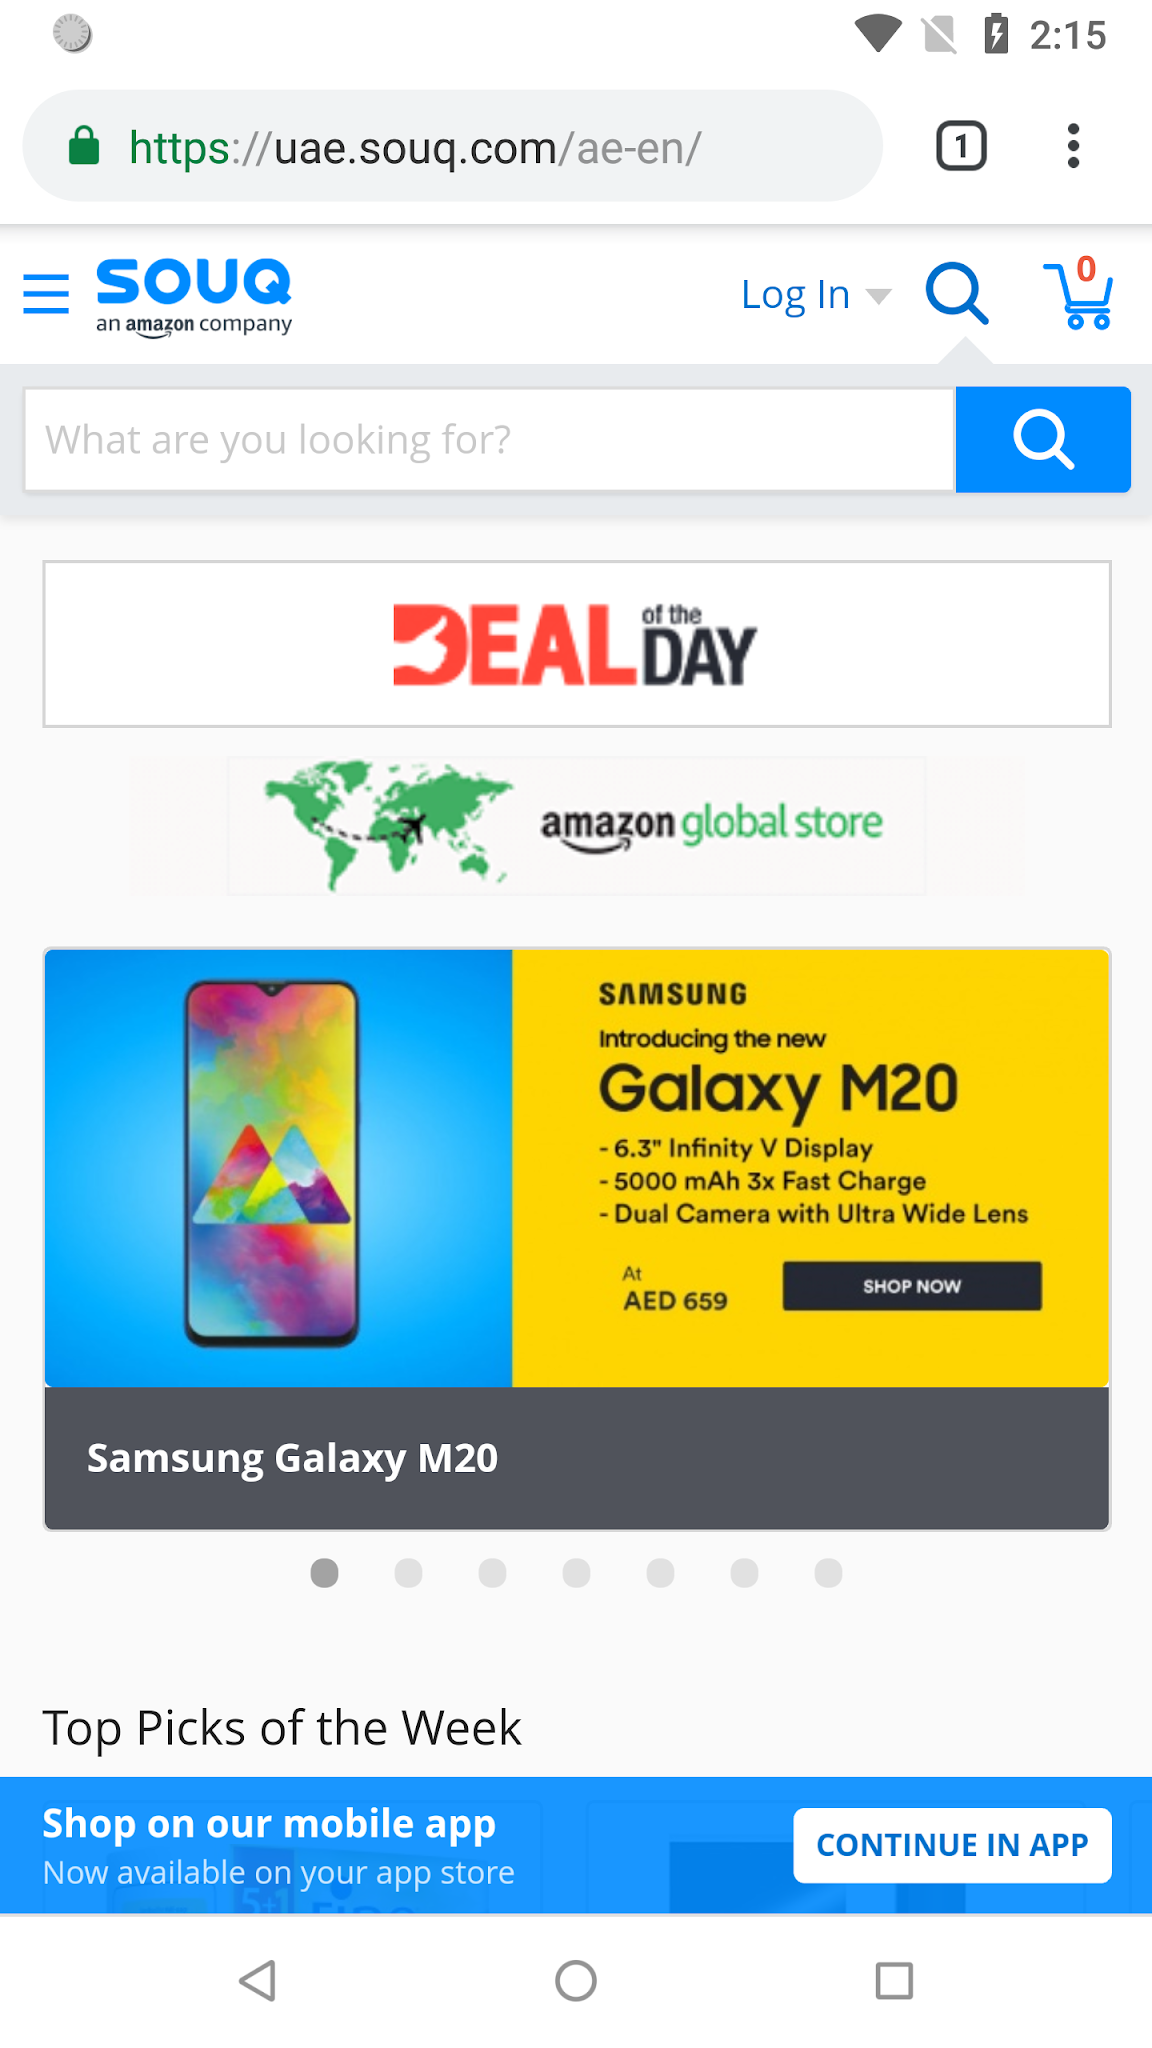 2:15
https://uae.souq.com/ae-en/
1
souq
an amazon company
Log In
0
What are you looking for?
DEAL of the DAY
amazon global store
SAMSUNG
Introducing the new
Galaxy M20
- 6.3" Infinity V Display
- 5000 mAh 3x Fast Charge
- Dual Camera with Ultra Wide Lens
At
AED 659
SHOP NOW
Samsung Galaxy M20
Top Picks of the Week
Shop on our mobile app
Now available on your app store
CONTINUE IN APP
5+1